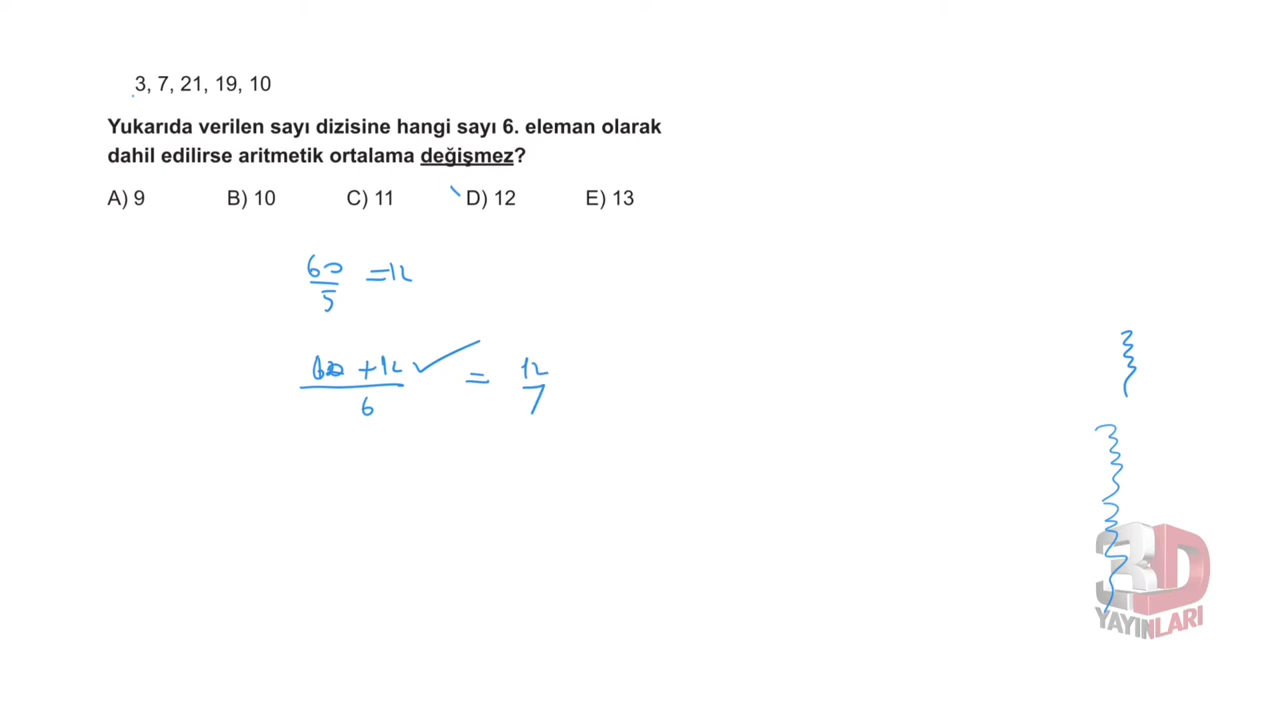 3, 7, 21, 19, 10
Yukarıda verilen sayı dizisine hangi sayı 6. eleman olarak
dahil edilirse aritmetik ortalama değişmez?
A) 9 B) 10 C) 11 D) 12 E) 13
60
5
=12
60 + 12
6
=
12
7
3D
YAYINLARI